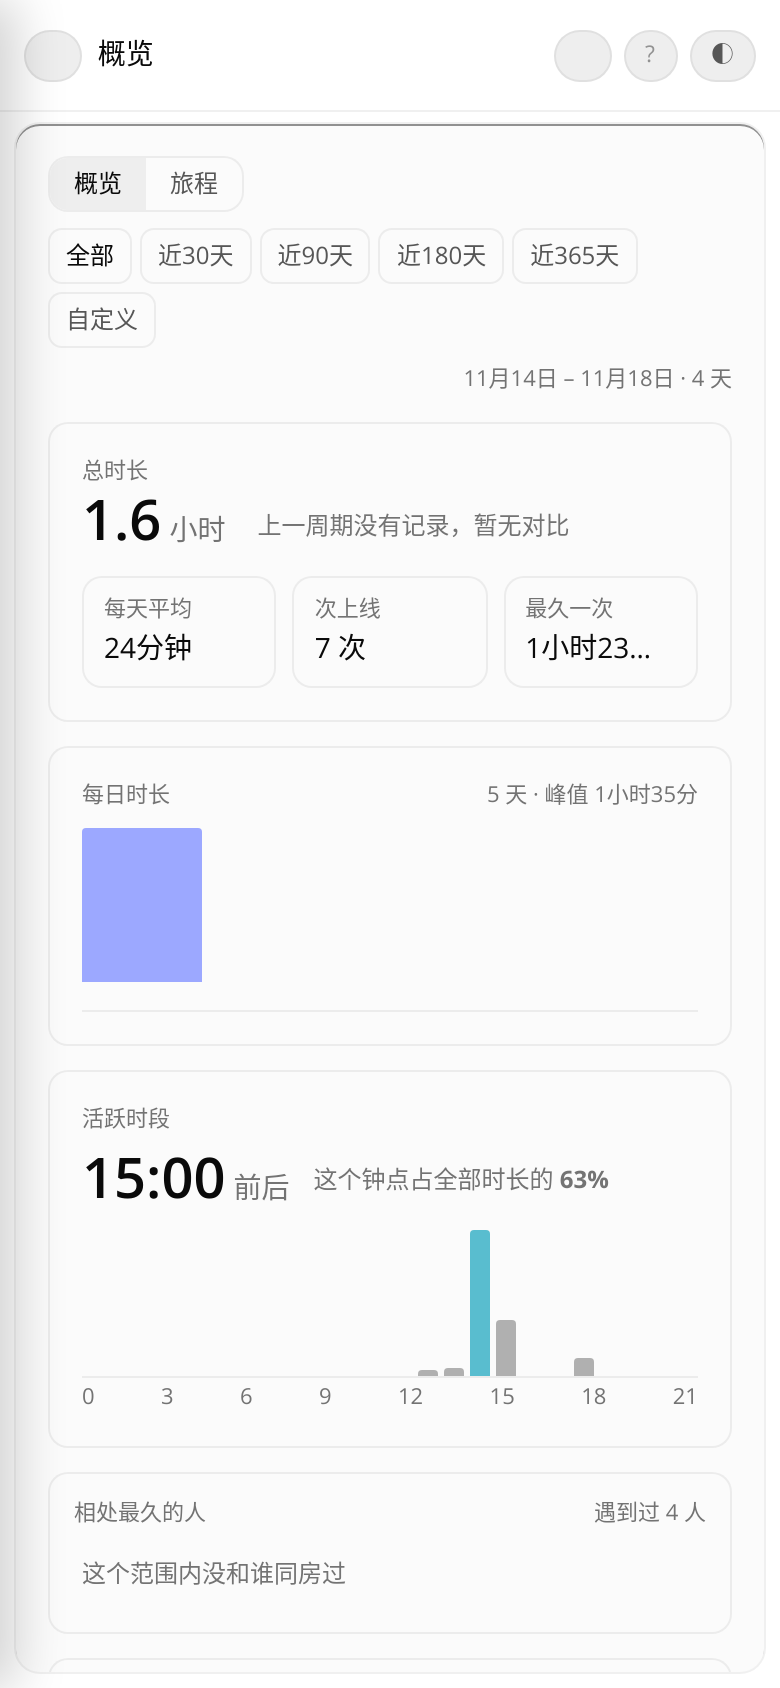 概览
?
概览 旅程
全部 近30天 近90天 近180天 近365天
自定义
11月14日 – 11月18日 · 4 天
总时长
1.6 小时 上一周期没有记录，暂无对比
每天平均 次上线 最久一次
24分钟 7 次 1小时23...
每日时长 5 天 · 峰值 1小时35分
活跃时段
15:00 前后 这个钟点占全部时长的 63%
0 3 6 9 12 15 18 21
相处最久的人 遇到过 4 人
这个范围内没和谁同房过